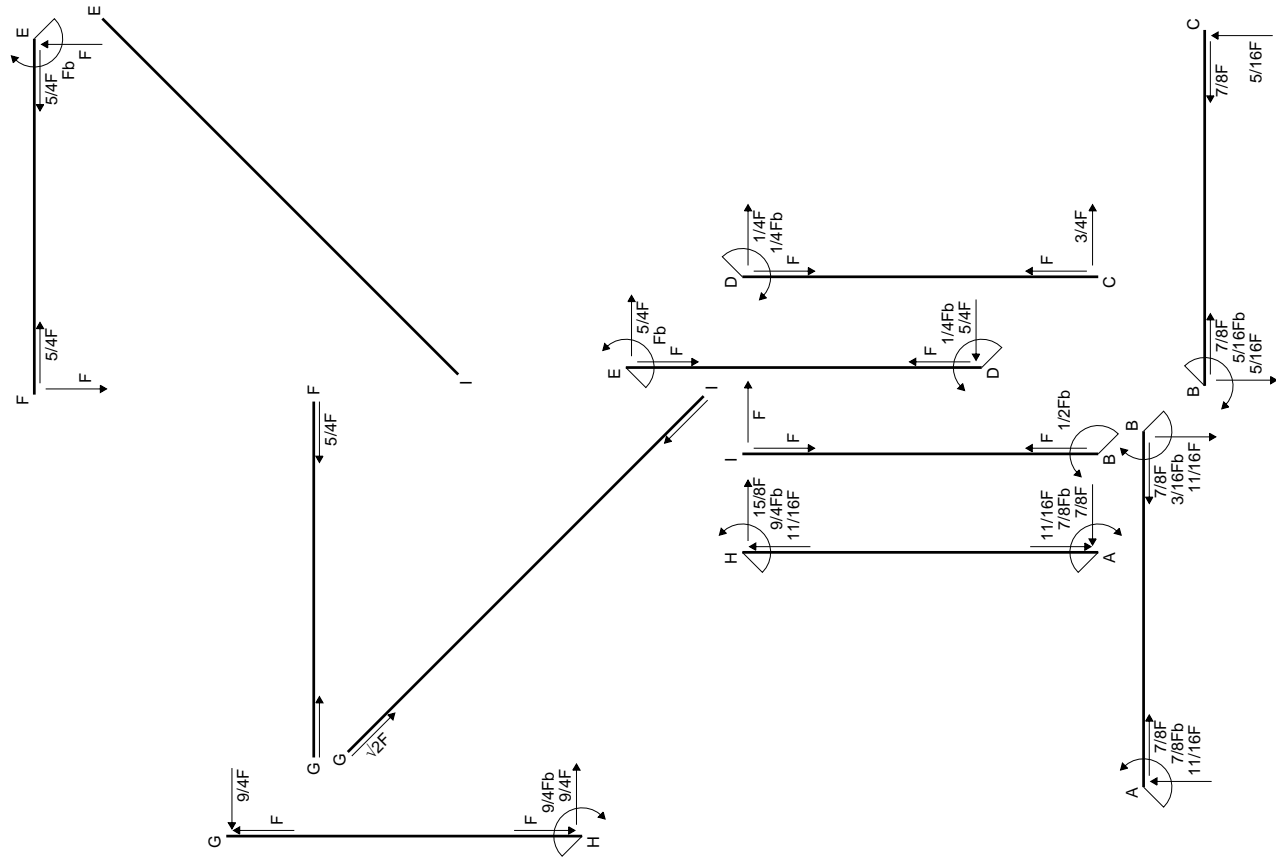 F
5/4F
F
5/4F
Fb
F
E
E
I
G
F
5/4F
G
√2F
I
G
9/4F
F
F
9/4Fb
9/4F
H
E
5/4F
Fb
F
F
1/4Fb
5/4F
D
D
1/4F
1/4Fb
F
F
3/4F
C
I
F
F
F
1/2Fb
B
H
15/8F
9/4Fb
11/16F
11/16F
7/8Fb
7/8F
A
A
7/8F
7/8Fb
11/16F
B
7/8F
3/16Fb
11/16F
B
7/8F
5/16Fb
5/16F
C
7/8F
5/16F